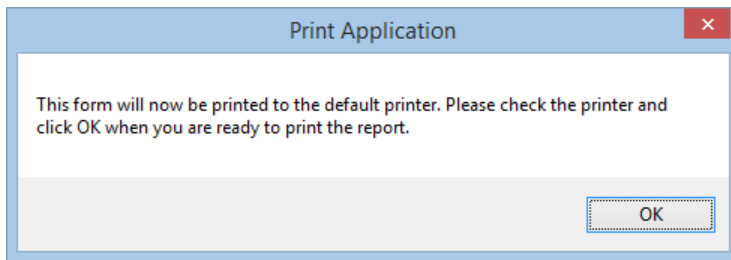 Print Application
This form will now be printed to the default printer. Please check the printer and
click OK when you are ready to print the report.
OK